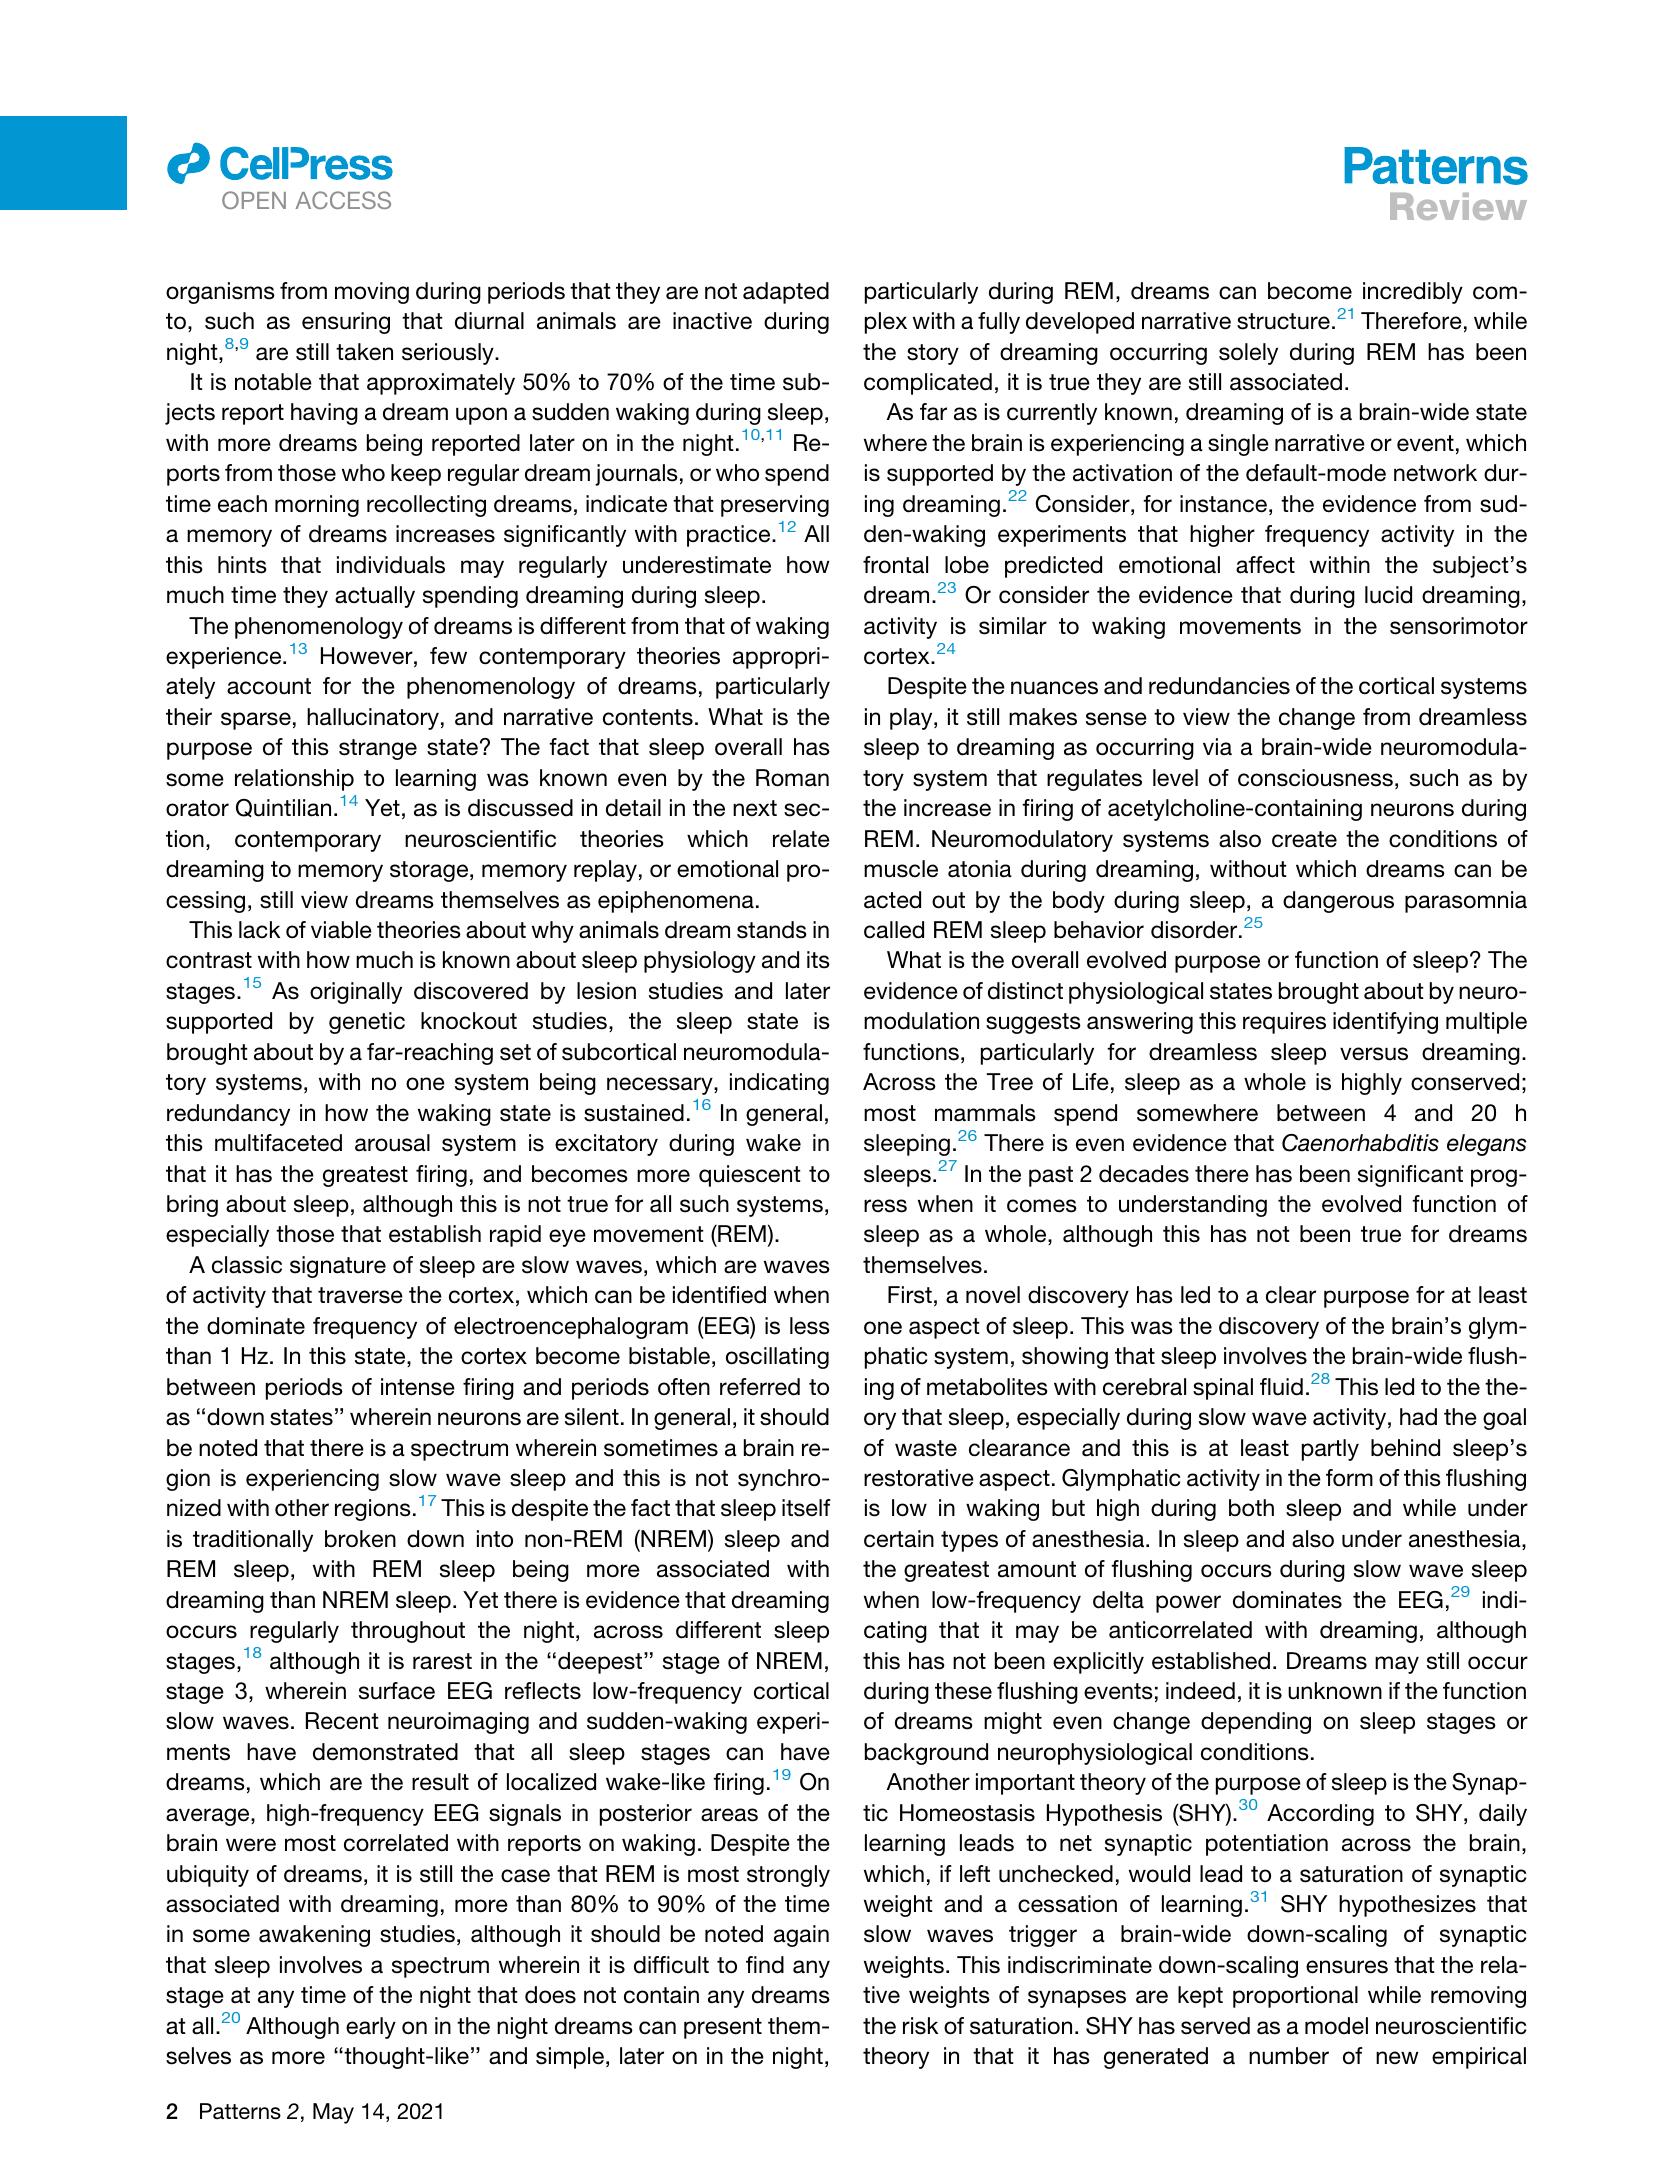 CellPress
OPEN ACCESS
Patterns
Review
organisms from moving during periods that they are not adapted
to, such as ensuring that diurnal animals are inactive during
night,8,9 are still taken seriously.
It is notable that approximately 50% to 70% of the time sub-
jects report having a dream upon a sudden waking during sleep,
with more dreams being reported later on in the night.10,11 Re-
ports from those who keep regular dream journals, or who spend
time each morning recollecting dreams, indicate that preserving
a memory of dreams increases significantly with practice.12 All
this hints that individuals may regularly underestimate how
much time they actually spending dreaming during sleep.
The phenomenology of dreams is different from that of waking
experience.13 However, few contemporary theories appropri-
ately account for the phenomenology of dreams, particularly
their sparse, hallucinatory, and narrative contents. What is the
purpose of this strange state? The fact that sleep overall has
some relationship to learning was known even by the Roman
orator Quintilian.14 Yet, as is discussed in detail in the next sec-
tion, contemporary neuroscientific theories which relate
dreaming to memory storage, memory replay, or emotional pro-
cessing, still view dreams themselves as epiphenomena.
This lack of viable theories about why animals dream stands in
contrast with how much is known about sleep physiology and its
stages.15 As originally discovered by lesion studies and later
supported by genetic knockout studies, the sleep state is
brought about by a far-reaching set of subcortical neuromodula-
tory systems, with no one system being necessary, indicating
redundancy in how the waking state is sustained.16 In general,
this multifaceted arousal system is excitatory during wake in
that it has the greatest firing, and becomes more quiescent to
bring about sleep, although this is not true for all such systems,
especially those that establish rapid eye movement (REM).
A classic signature of sleep are slow waves, which are waves
of activity that traverse the cortex, which can be identified when
the dominate frequency of electroencephalogram (EEG) is less
than 1 Hz. In this state, the cortex become bistable, oscillating
between periods of intense firing and periods often referred to
as “down states” wherein neurons are silent. In general, it should
be noted that there is a spectrum wherein sometimes a brain re-
gion is experiencing slow wave sleep and this is not synchro-
nized with other regions.17 This is despite the fact that sleep itself
is traditionally broken down into non-REM (NREM) sleep and
REM sleep, with REM sleep being more associated with
dreaming than NREM sleep. Yet there is evidence that dreaming
occurs regularly throughout the night, across different sleep
stages,18 although it is rarest in the “deepest” stage of NREM,
stage 3, wherein surface EEG reflects low-frequency cortical
slow waves. Recent neuroimaging and sudden-waking experi-
ments have demonstrated that all sleep stages can have
dreams, which are the result of localized wake-like firing.19 On
average, high-frequency EEG signals in posterior areas of the
brain were most correlated with reports on waking. Despite the
ubiquity of dreams, it is still the case that REM is most strongly
associated with dreaming, more than 80% to 90% of the time
in some awakening studies, although it should be noted again
that sleep involves a spectrum wherein it is difficult to find any
stage at any time of the night that does not contain any dreams
at all.20 Although early on in the night dreams can present them-
selves as more “thought-like” and simple, later on in the night,
particularly during REM, dreams can become incredibly com-
plex with a fully developed narrative structure.21 Therefore, while
the story of dreaming occurring solely during REM has been
complicated, it is true they are still associated.
As far as is currently known, dreaming of is a brain-wide state
where the brain is experiencing a single narrative or event, which
is supported by the activation of the default-mode network dur-
ing dreaming.22 Consider, for instance, the evidence from sud-
den-waking experiments that higher frequency activity in the
frontal lobe predicted emotional affect within the subject’s
dream.23 Or consider the evidence that during lucid dreaming,
activity is similar to waking movements in the sensorimotor
cortex.24
Despite the nuances and redundancies of the cortical systems
in play, it still makes sense to view the change from dreamless
sleep to dreaming as occurring via a brain-wide neuromodula-
tory system that regulates level of consciousness, such as by
the increase in firing of acetylcholine-containing neurons during
REM. Neuromodulatory systems also create the conditions of
muscle atonia during dreaming, without which dreams can be
acted out by the body during sleep, a dangerous parasomnia
called REM sleep behavior disorder.25
What is the overall evolved purpose or function of sleep? The
evidence of distinct physiological states brought about by neuro-
modulation suggests answering this requires identifying multiple
functions, particularly for dreamless sleep versus dreaming.
Across the Tree of Life, sleep as a whole is highly conserved;
most mammals spend somewhere between 4 and 20 h
sleeping.26 There is even evidence that Caenorhabditis elegans
sleeps.27 In the past 2 decades there has been significant prog-
ress when it comes to understanding the evolved function of
sleep as a whole, although this has not been true for dreams
themselves.
First, a novel discovery has led to a clear purpose for at least
one aspect of sleep. This was the discovery of the brain’s glym-
phatic system, showing that sleep involves the brain-wide flush-
ing of metabolites with cerebral spinal fluid.28 This led to the the-
ory that sleep, especially during slow wave activity, had the goal
of waste clearance and this is at least partly behind sleep’s
restorative aspect. Glymphatic activity in the form of this flushing
is low in waking but high during both sleep and while under
certain types of anesthesia. In sleep and also under anesthesia,
the greatest amount of flushing occurs during slow wave sleep
when low-frequency delta power dominates the EEG,29 indi-
cating that it may be anticorrelated with dreaming, although
this has not been explicitly established. Dreams may still occur
during these flushing events; indeed, it is unknown if the function
of dreams might even change depending on sleep stages or
background neurophysiological conditions.
Another important theory of the purpose of sleep is the Synap-
tic Homeostasis Hypothesis (SHY).30 According to SHY, daily
learning leads to net synaptic potentiation across the brain,
which, if left unchecked, would lead to a saturation of synaptic
weight and a cessation of learning.31 SHY hypothesizes that
slow waves trigger a brain-wide down-scaling of synaptic
weights. This indiscriminate down-scaling ensures that the rela-
tive weights of synapses are kept proportional while removing
the risk of saturation. SHY has served as a model neuroscientific
theory in that it has generated a number of new empirical
2 Patterns 2, May 14, 2021